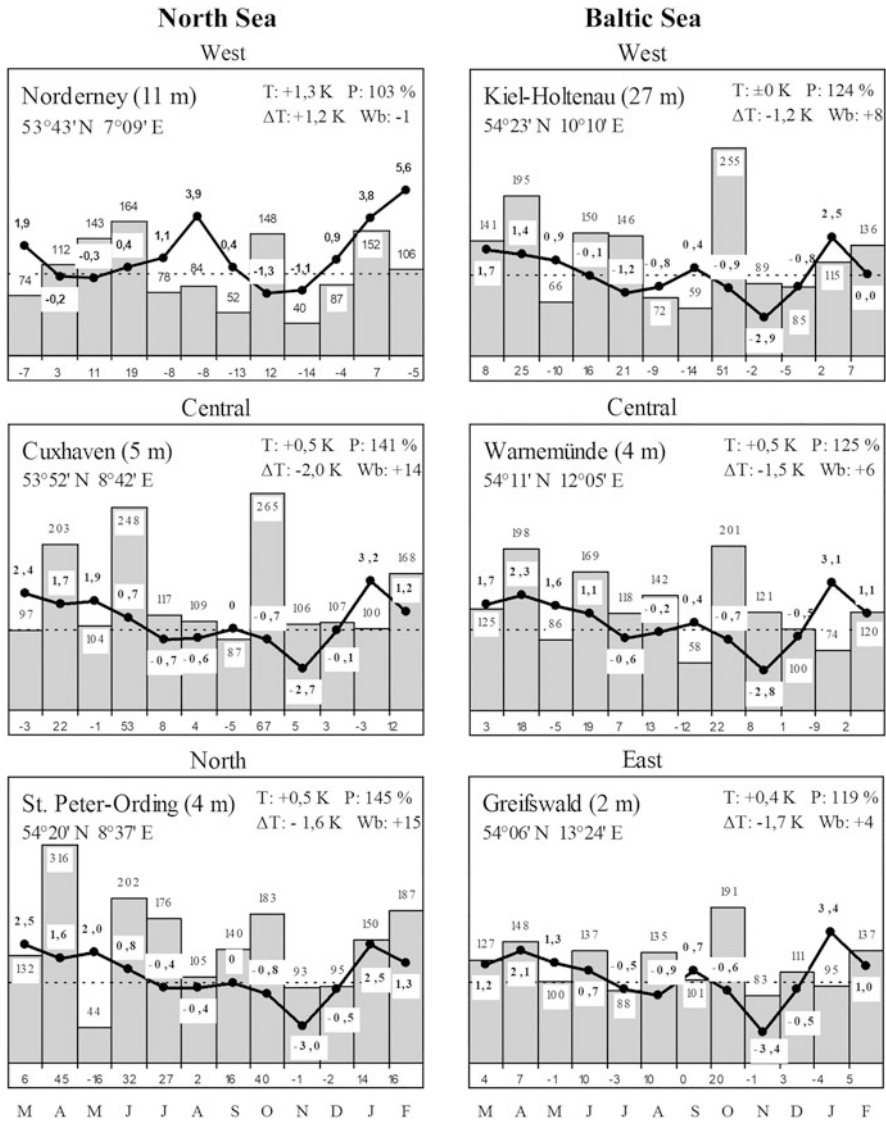 North Sea
Baltic Sea
West
West
Norderney (11 m)
T: +1,3 K P: 103 %
53°43' N 7°09' E
ΔT: +1,2 K Wb: -1
1,9 -0,2 -0,3 0,4 1,1 3,9 0,4 -1,3 -1,1 0,9 3,8 5,6
74 112 143 164 78 84 52 148 40 87 152 106
-7 3 11 19 -8 -8 -13 12 -14 -4 7 -5
Kiel-Holtenau (27 m)
T: ±0 K P: 124 %
54°23' N 10°10' E
ΔT: -1,2 K Wb: +8
1,7 1,4 0,9 -0,1 -1,2 -0,8 0,4 -0,9 -2,9 -0,8 2,5 0,0
141 195 66 150 146 72 59 255 89 85 115 136
8 25 -10 16 21 -9 -14 51 -2 -5 2 7
Central
Central
Cuxhaven (5 m)
T: +0,5 K P: 141 %
53°52' N 8°42' E
ΔT: -2,0 K Wb: +14
2,4 1,7 1,9 0,7 -0,7 -0,6 0 -0,7 -2,7 -0,1 3,2 1,2
97 203 104 248 117 109 87 265 106 107 100 168
-3 22 -1 53 8 4 -5 67 5 3 -3 12
Warnemünde (4 m)
T: +0,5 K P: 125 %
54°11' N 12°05' E
ΔT: -1,5 K Wb: +6
1,7 2,3 1,6 1,1 -0,6 -0,2 0,4 -0,7 -2,8 -0,5 3,1 1,1
125 198 86 169 118 142 58 201 121 100 74 120
3 18 -5 19 7 13 -12 22 8 1 -9 2
North
East
St. Peter-Ording (4 m)
T: +0,5 K P: 145 %
54°20' N 8°37' E
ΔT: - 1,6 K Wb: +15
2,5 1,6 2,0 0,8 -0,4 -0,4 0 -0,8 -3,0 -0,5 2,5 1,3
132 316 44 202 176 105 140 183 93 95 150 187
6 45 -16 32 27 2 16 40 -1 -2 14 16
M A M J J A S O N D J F
Greißwald (2 m)
T: +0,4 K P: 119 %
54°06' N 13°24' E
ΔT: -1,7 K Wb: +4
1,2 2,1 1,3 0,7 -0,5 -0,9 0,7 -0,6 -3,4 -0,5 3,4 1,0
127 148 100 137 88 135 101 191 83 111 95 137
4 7 -1 10 -3 10 0 20 -1 3 -4 5
M A M J J A S O N D J F